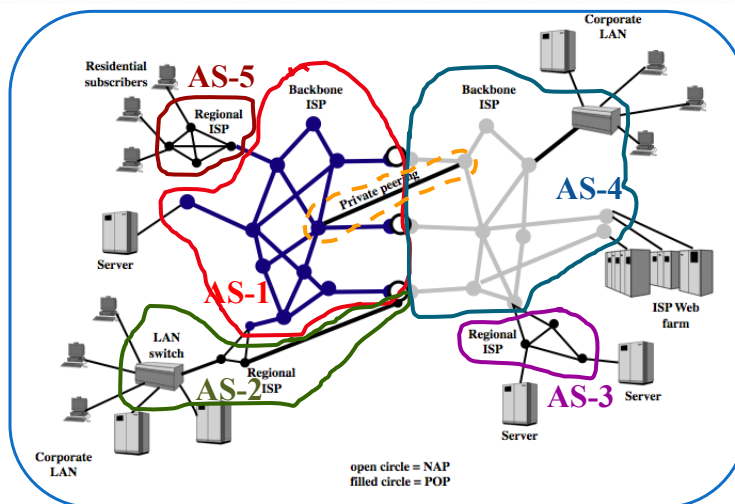 Corporate
LAN
Residential
subscribers
AS-5
Regional
ISP
Backbone
ISP
Backbone
ISP
Private peering
AS-4
Server
AS-1
ISP Web
farm
LAN
switch
Regional
ISP
AS-2
Regional
ISP
AS-3
Server
Server
Corporate
LAN
open circle = NAP
filled circle = POP